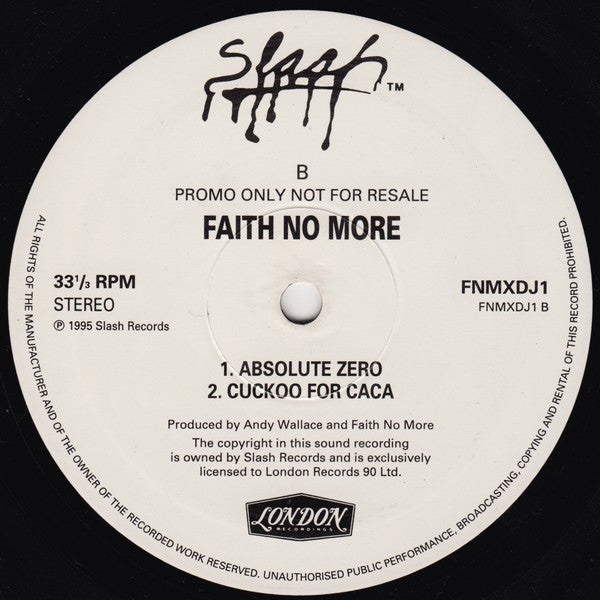 Slash™
B
PROMO ONLY NOT FOR RESALE
FAITH NO MORE
33⅓ RPM
STEREO
℗ 1995 Slash Records
FNMXDJ1
FNMXDJ1 B
1. ABSOLUTE ZERO
2. CUCKOO FOR CACA
Produced by Andy Wallace and Faith No More
The copyright in this sound recording
is owned by Slash Records and is exclusively
licensed to London Records 90 Ltd.
LONDON
RECORDINGS
ALL RIGHTS OF THE MANUFACTURER AND OF THE OWNER OF THE RECORDED WORK RESERVED. UNAUTHORISED PUBLIC PERFORMANCE, BROADCASTING, COPYING AND RENTAL OF THIS RECORD PROHIBITED.